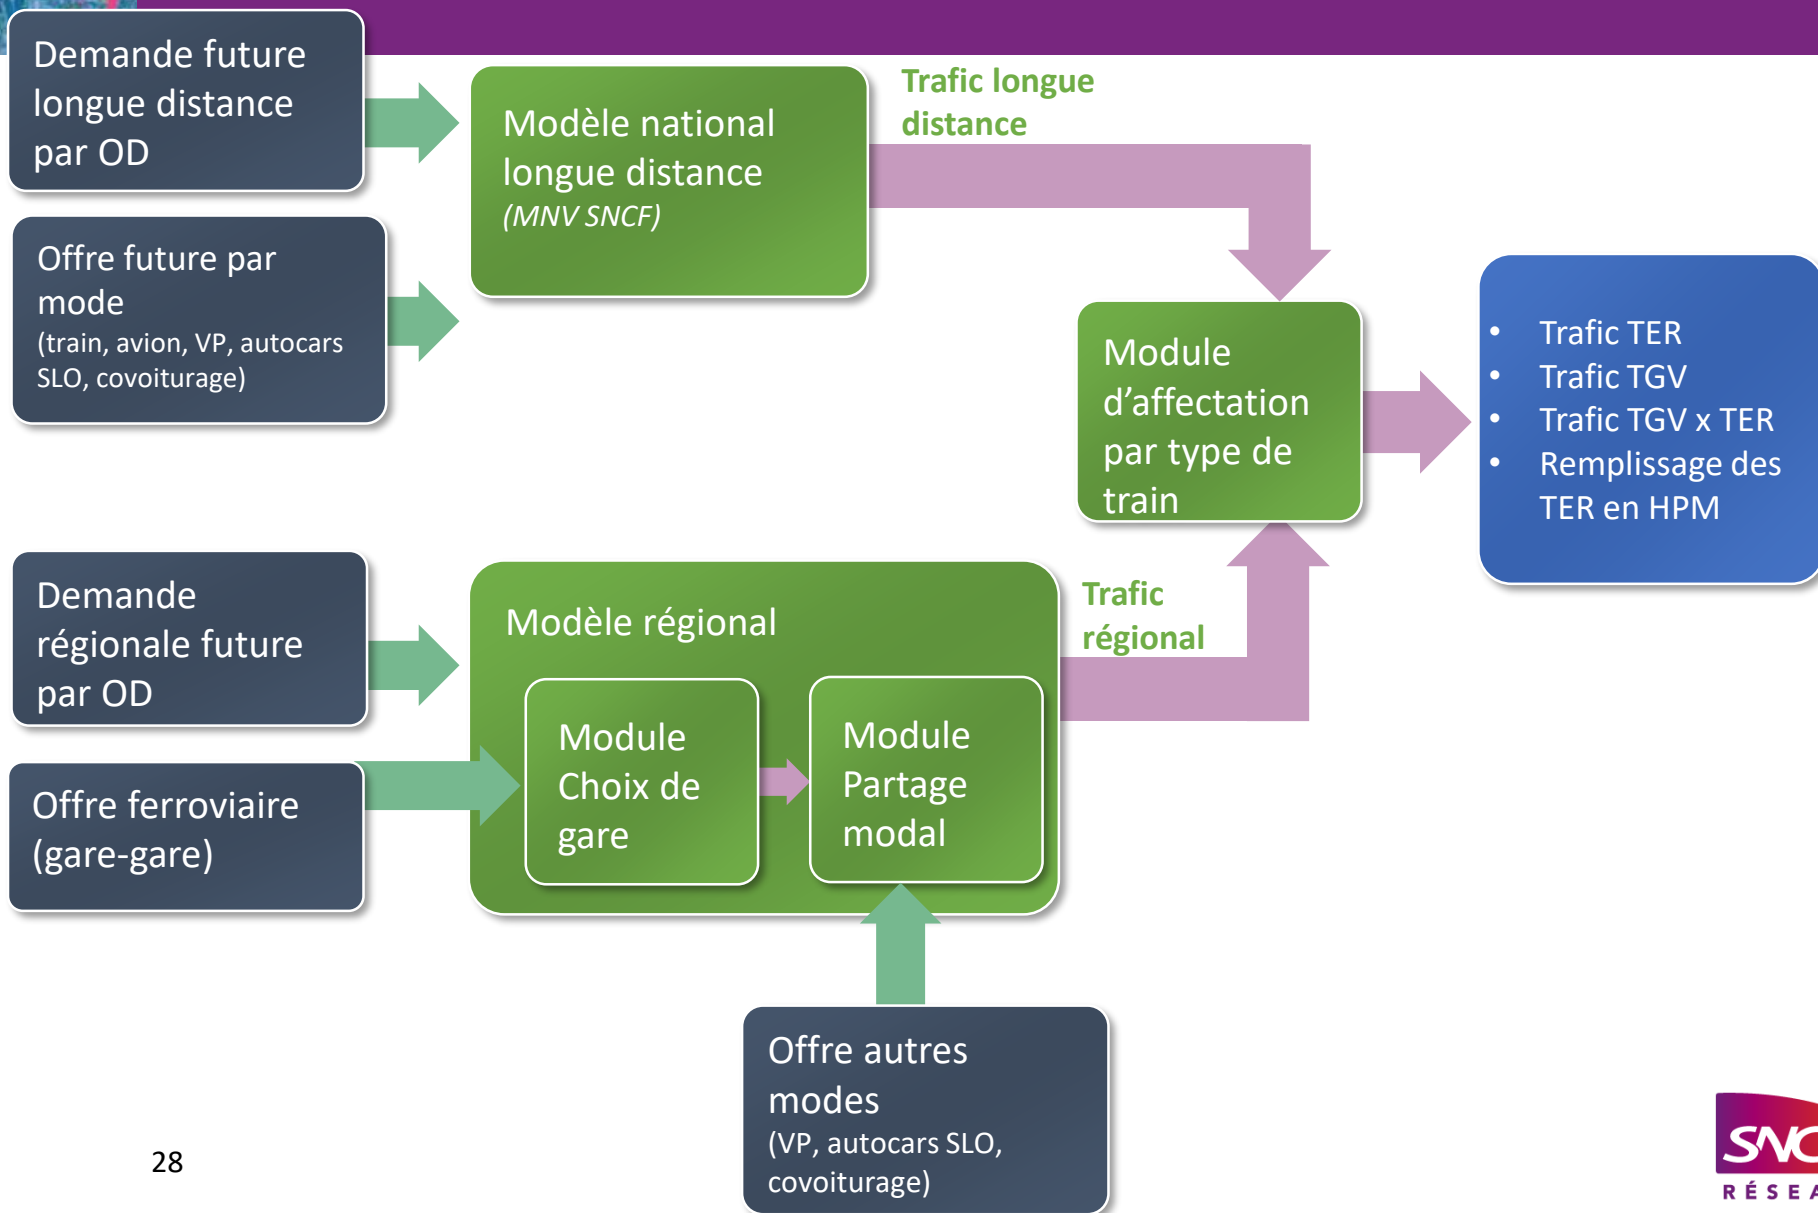 Demande future
longue distance
par OD
Offre future par
mode
(train, avion, VP, autocars
SLO, covoiturage)
Modèle national
longue distance
(MNV SNCF)
Trafic longue
distance
Module
d’affectation
par type de
train
• Trafic TER
• Trafic TGV
• Trafic TGV x TER
• Remplissage des
TER en HPM
Demande
régionale future
par OD
Offre ferroviaire
(gare-gare)
Modèle régional
Module
Choix de
gare
Module
Partage
modal
Trafic
régional
Offre autres
modes
(VP, autocars SLO,
covoiturage)
28
SNC
RÉSEA